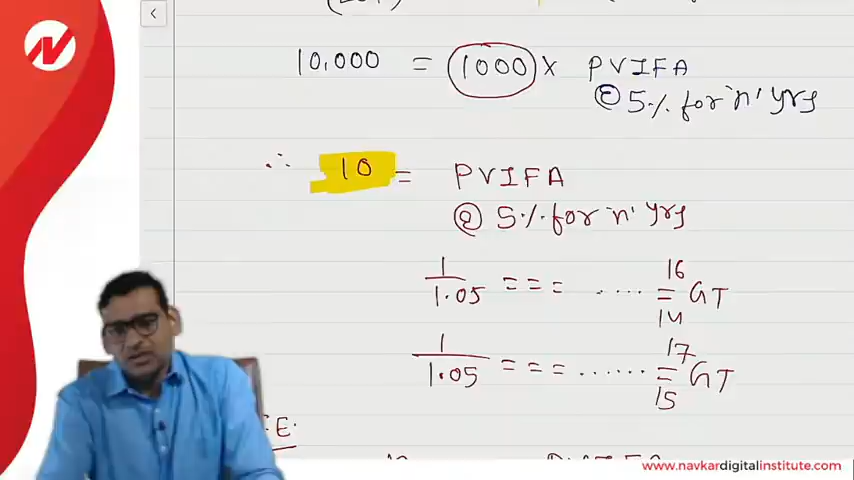 10,000 = 1000 × PVIFA
@ 5% for 'n' yrs
∴ 10 = PVIFA
@ 5% for 'n' yrs
1/1.05 = = = ..... 16 = 14 GT
1/1.05 = = = ...... 17 = 15 GT
E:
www.navkardigitalinstitute.com